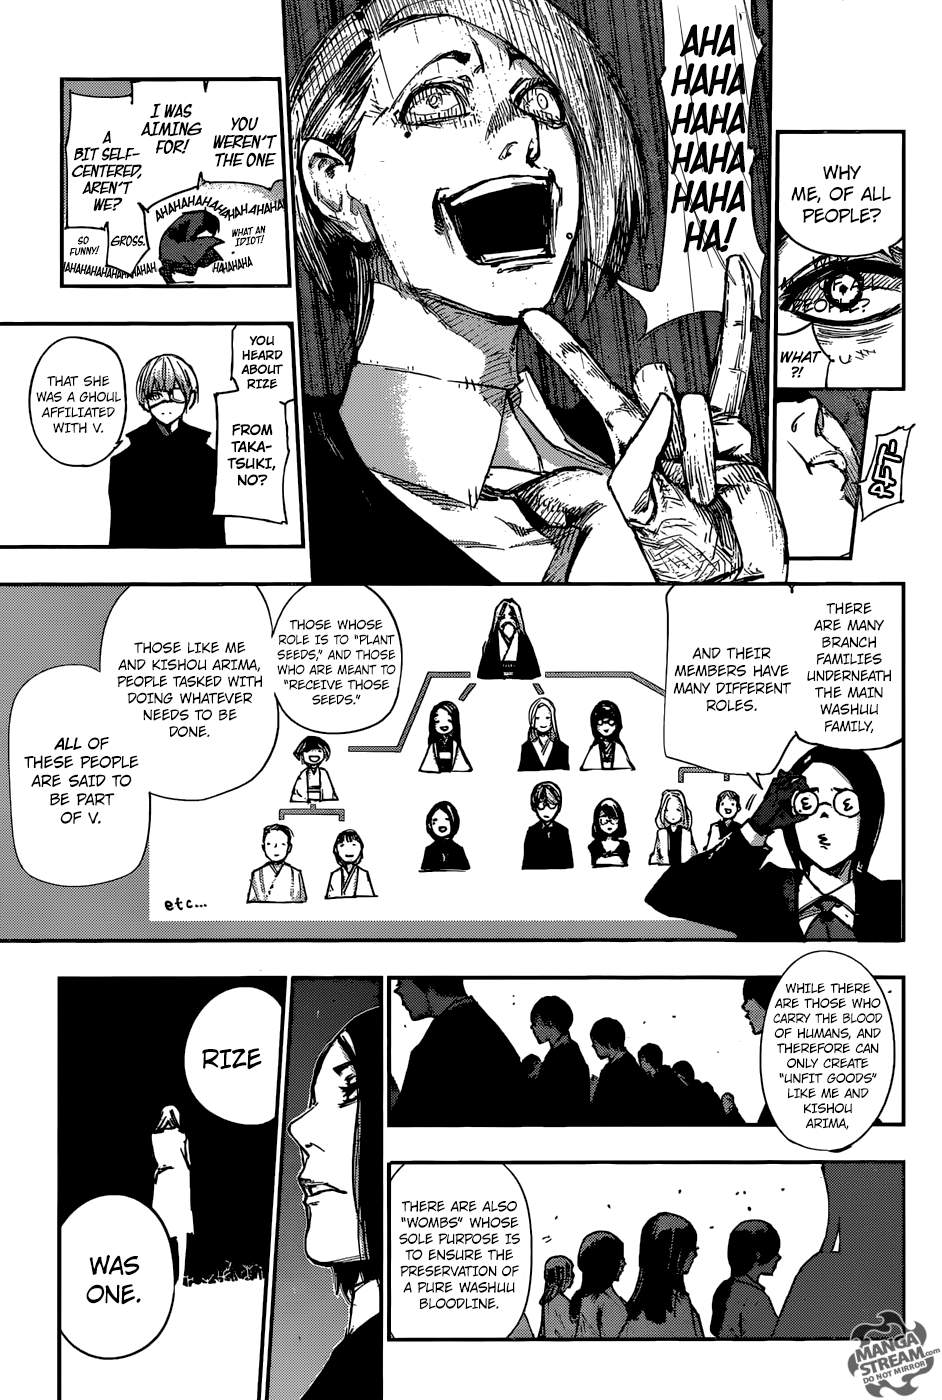 WHY
ME, OF ALL
PEOPLE?
WHAT
?!
AHA
HAHA
HAHA
HAHA
HAHA
HA!
YOU
WEREN'T
THE ONE
I WAS
AIMING
FOR!
A
BIT SELF-
CENTERED,
AREN'T
WE?
WHAT AN
IDIOT!
GROSS.
SO
FUNNY!
HAHAHA
YOU
HEARD
ABOUT
RIZE
FROM
TAKA-
TSUKI,
NO?
THAT SHE
WAS A GHOUL
AFFILIATED
WITH V.
THERE
ARE MANY
BRANCH
FAMILIES
UNDERNEATH
THE MAIN
WASHUU
FAMILY,
AND THEIR
MEMBERS HAVE
MANY DIFFERENT
ROLES.
THOSE WHOSE
ROLE IS TO "PLANT
SEEDS," AND THOSE
WHO ARE MEANT TO
"RECEIVE THOSE
SEEDS."
THOSE LIKE ME
AND KISHOU ARIMA,
PEOPLE TASKED WITH
DOING WHATEVER
NEEDS TO BE
DONE.
ALL OF
THESE PEOPLE
ARE SAID TO
BE PART
OF V.
etc...
WHILE THERE
ARE THOSE WHO
CARRY THE BLOOD
OF HUMANS, AND
THEREFORE CAN
ONLY CREATE
"UNFIT GOODS"
LIKE ME AND
KISHOU
ARIMA,
THERE ARE ALSO
"WOMBS" WHOSE
SOLE PURPOSE IS
TO ENSURE THE
PRESERVATION OF
A PURE WASHUU
BLOODLINE.
RIZE
WAS
ONE.
MANGA
STREAM.com
DO NOT MIRROR